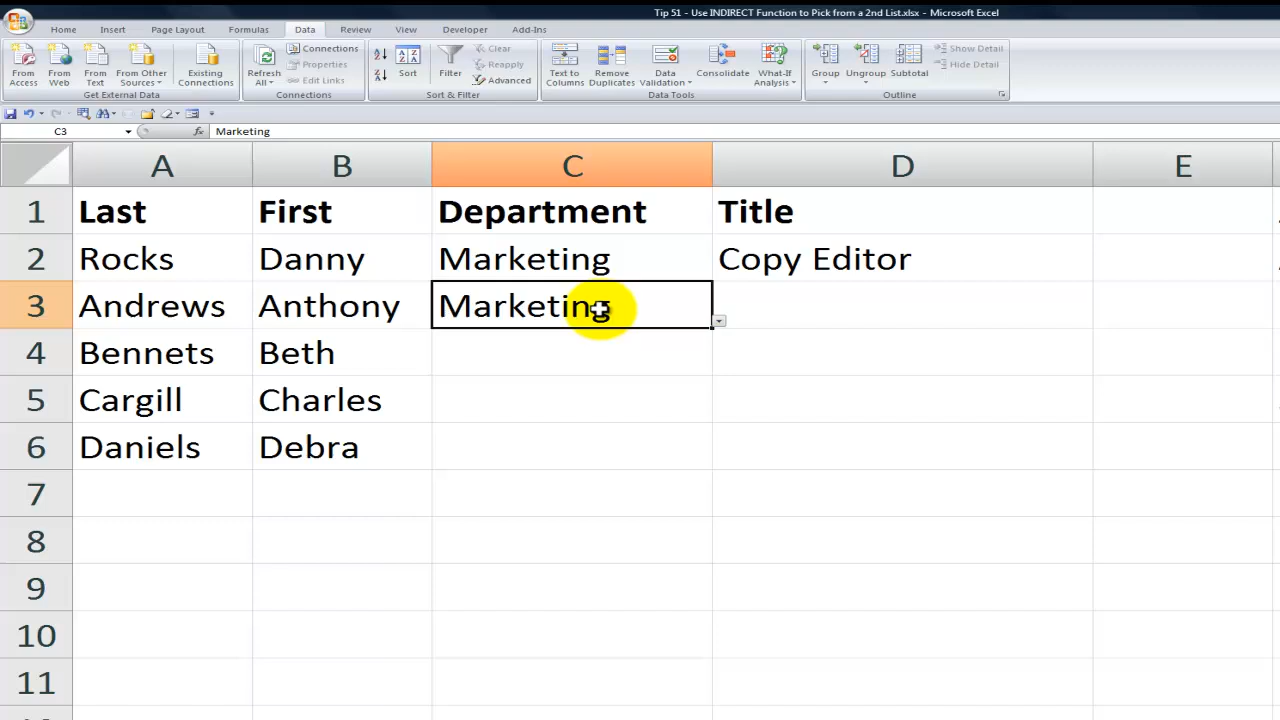 Tip 51 - Use INDIRECT Function to Pick from a 2nd List.xlsx - Microsoft Excel
Home Insert Page Layout Formulas Data Review View Developer Add-Ins
From Access From Web From Text From Other Sources Existing Connections Refresh All Connections Properties Edit Links Sort Filter Clear Reapply Advanced Text to Columns Remove Duplicates Data Validation Consolidate What-If Analysis Group Ungroup Subtotal Show Detail Hide Detail
Get External Data Connections Sort & Filter Data Tools Outline
C3 fx Marketing
A B C D E
1 Last First Department Title
2 Rocks Danny Marketing Copy Editor
3 Andrews Anthony Marketing
4 Bennets Beth
5 Cargill Charles
6 Daniels Debra
7
8
9
10
11